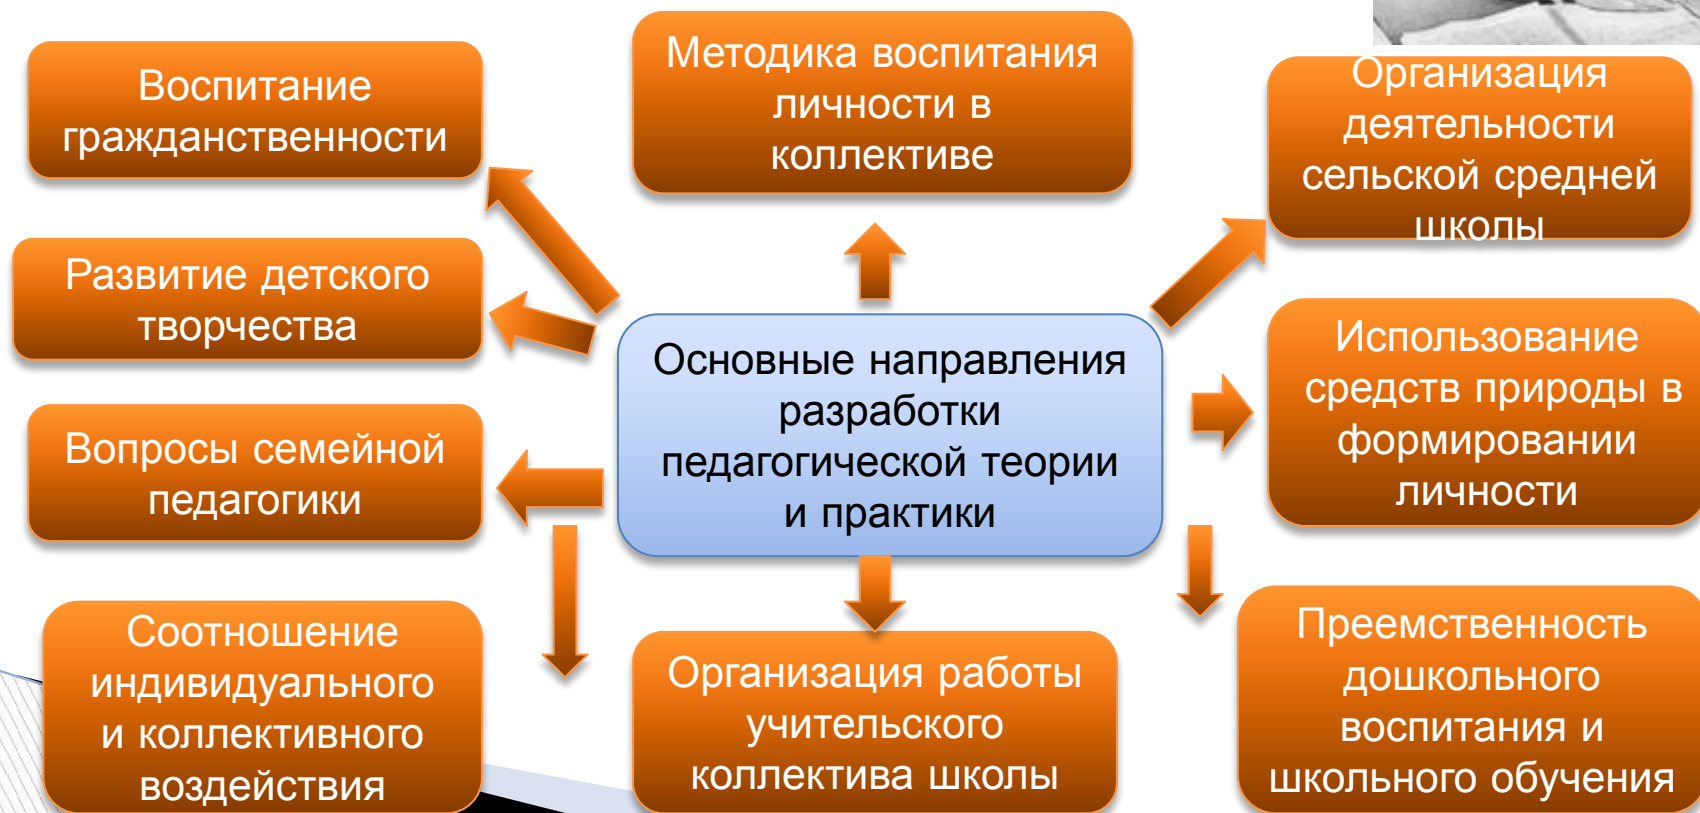 Воспитание
гражданственности
Методика воспитания
личности в
коллективе
Организация
деятельности
сельской средней
школы
Развитие детского
творчества
Основные направления
разработки
педагогической теории
и практики
Использование
средств природы в
формировании
личности
Вопросы семейной
педагогики
Соотношение
индивидуального
и коллективного
воздействия
Организация работы
учительского
коллектива школы
Преемственность
дошкольного
воспитания и
школьного обучения